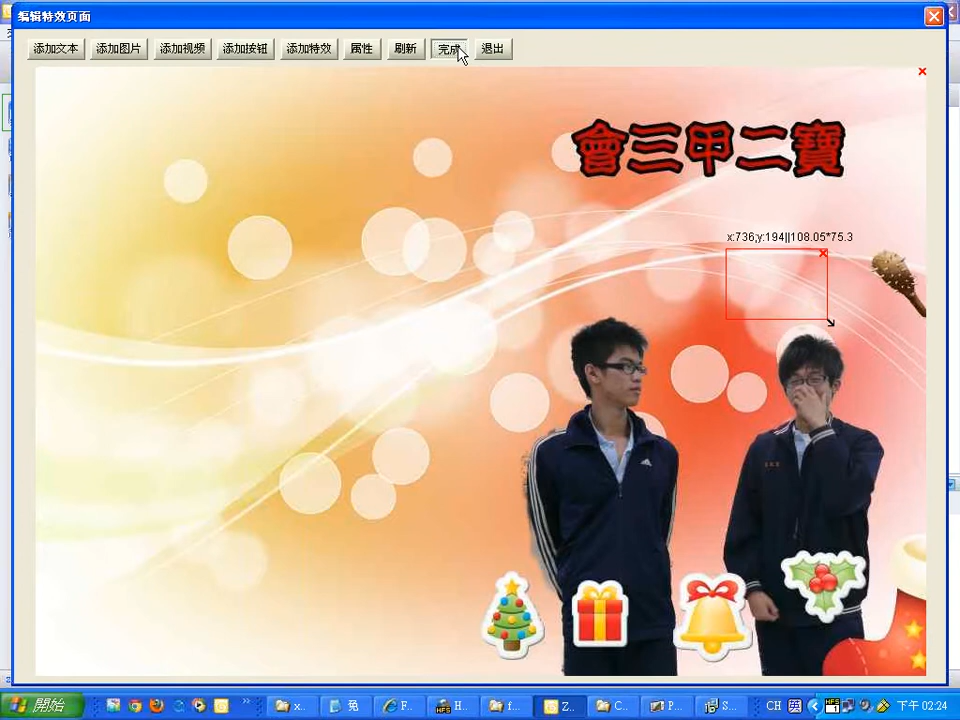 编辑特效页面
添加文本 添加图片 添加视频 添加按钮 添加特效 属性 刷新 完成 退出
會三甲二寶
x:736;y:194||108.05*75.3
開始 x.. 兔 F.. H.. f... Z.. C... P... S... CH 下午 02:24